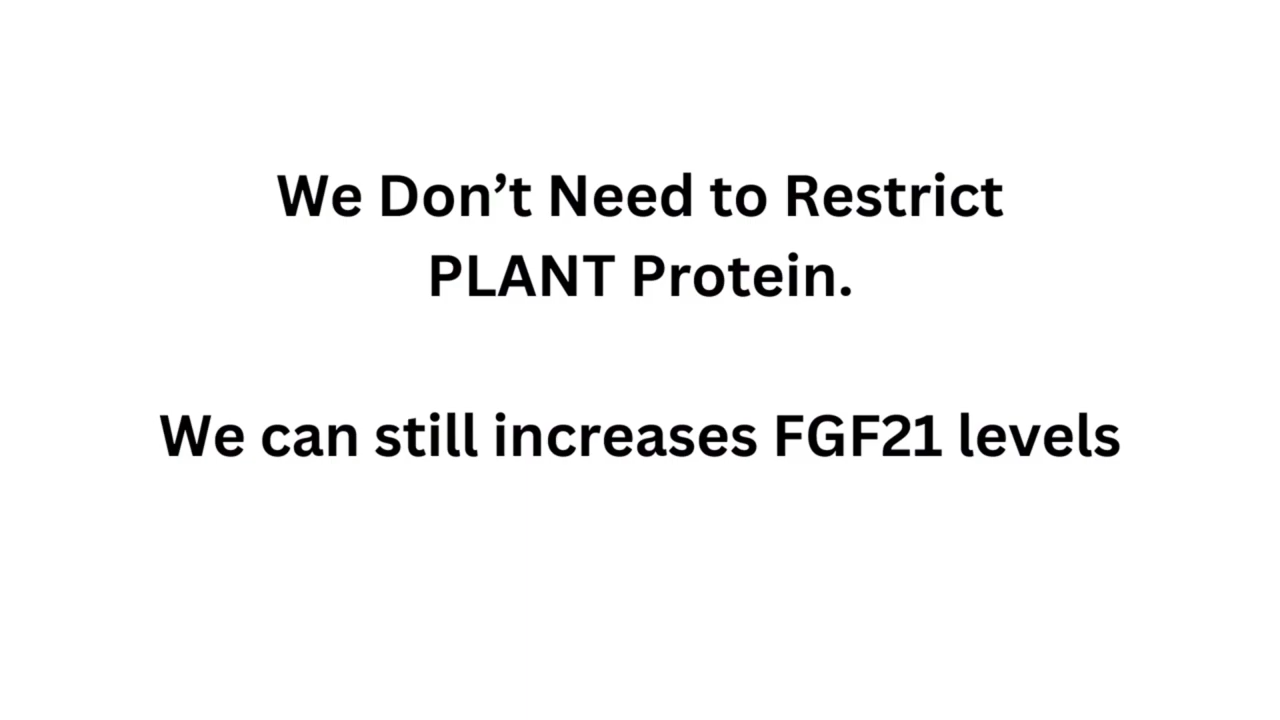 We Don’t Need to Restrict
PLANT Protein.
We can still increases FGF21 levels